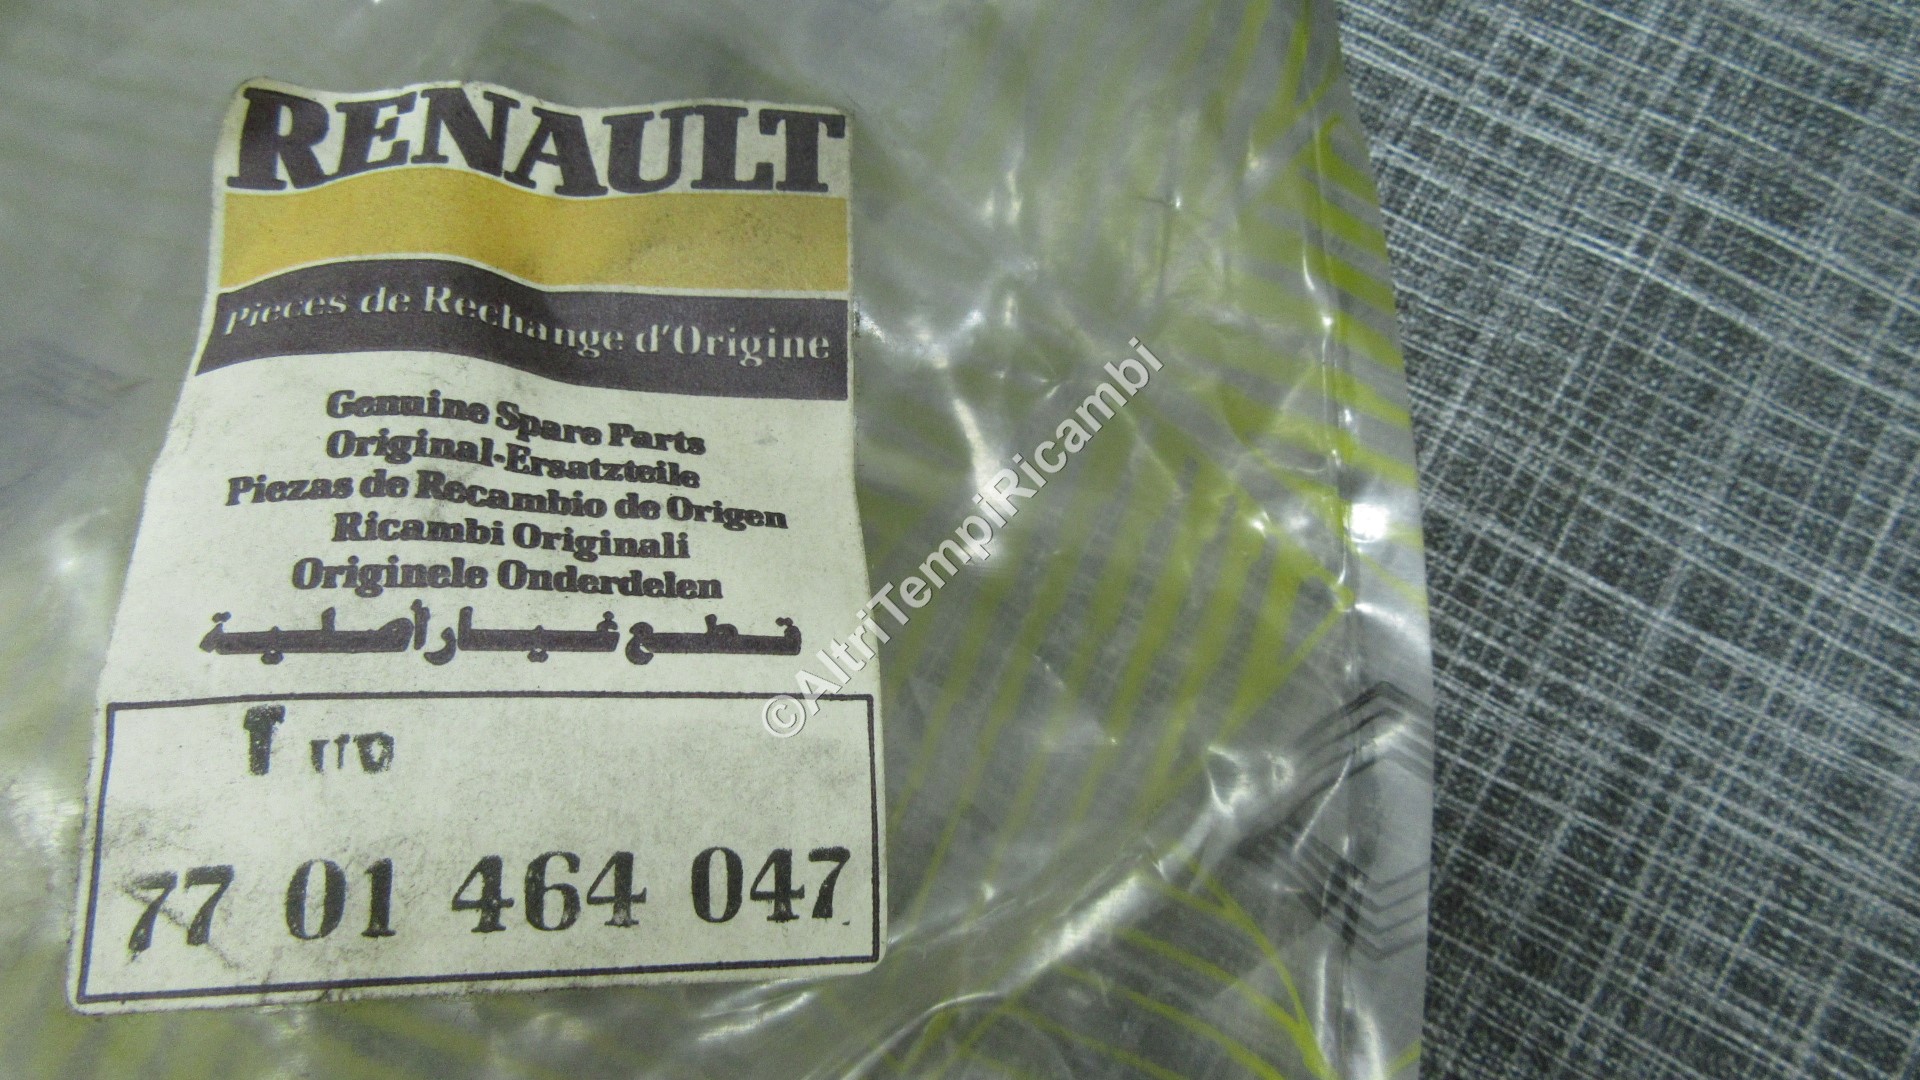 RENAULT
Pieces de Rechange d'Origine
Genuine Spare Parts
Original-Ersatzteile
Piezas de Recambio de Origen
Ricambi Originali
Originele Onderdelen
قطع غيار أصلية
77 01 464 047
©AltriTempiRicambi